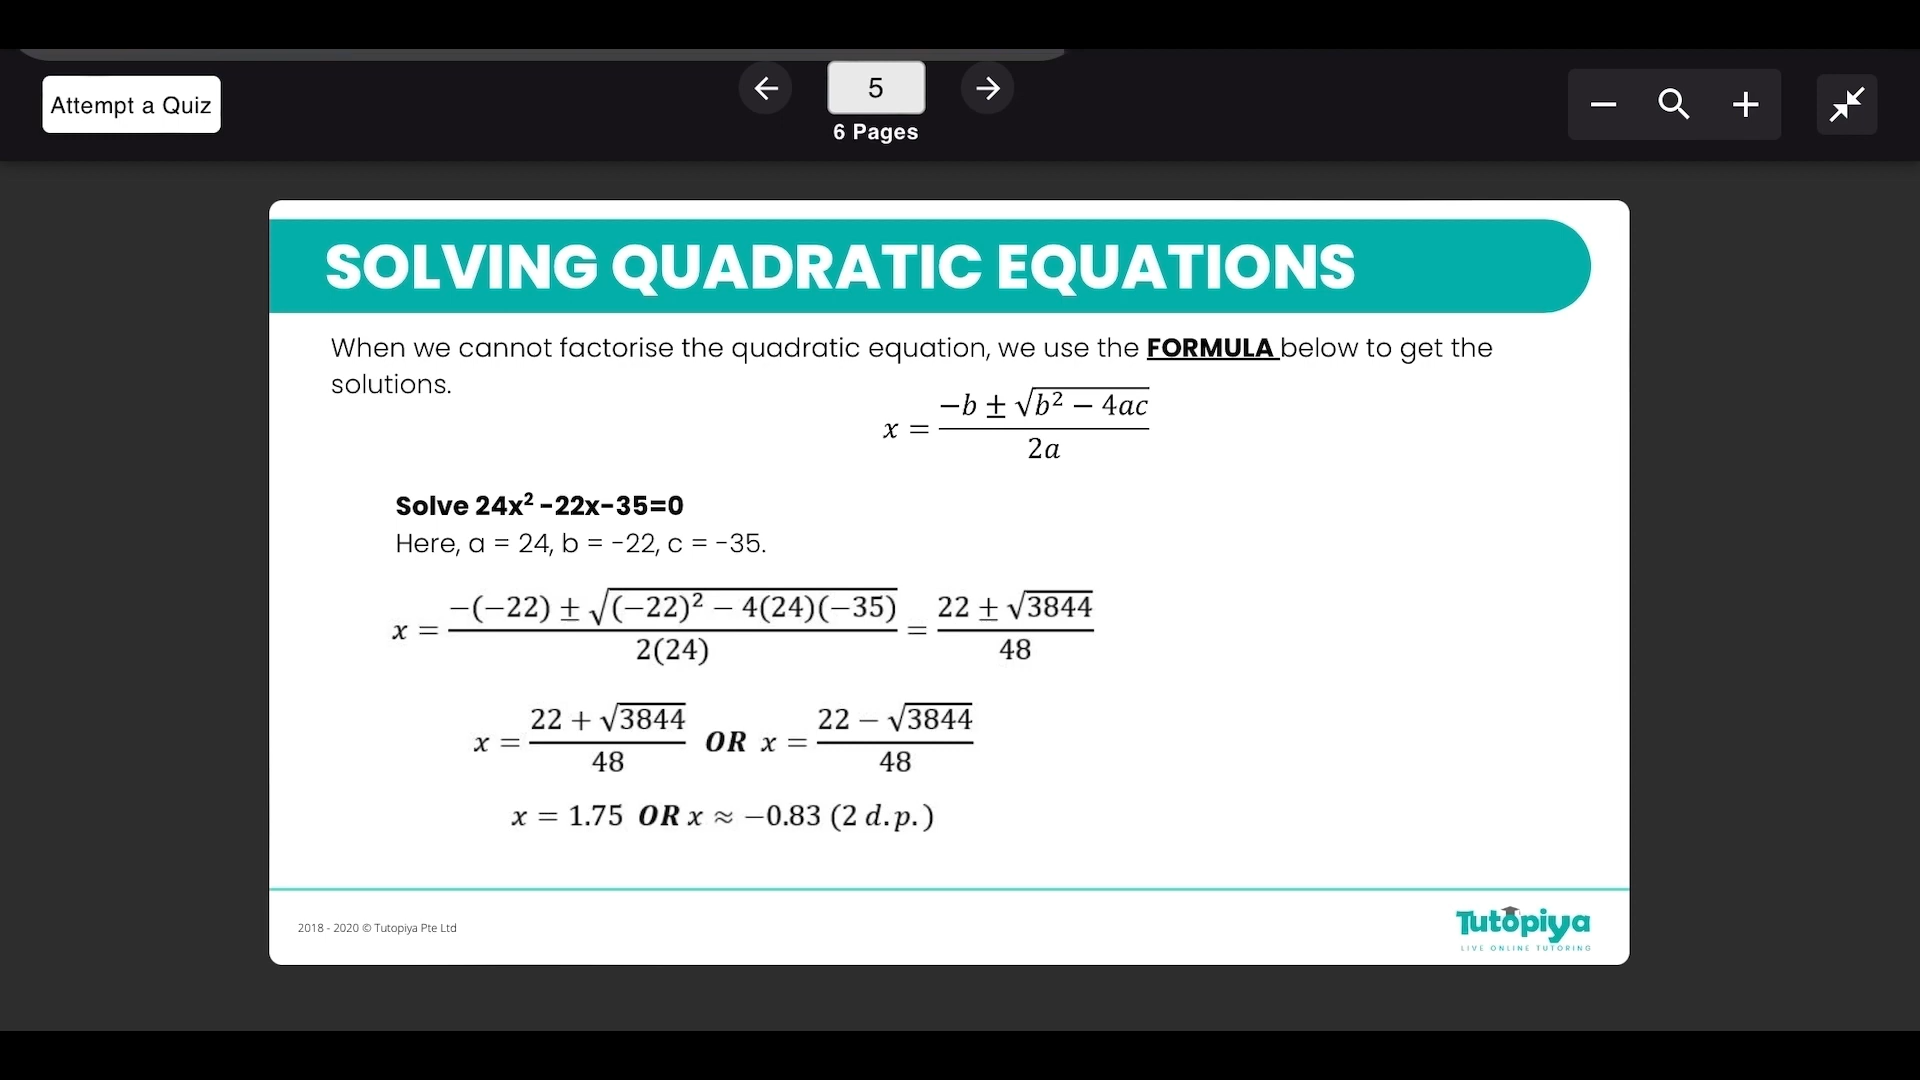 Attempt a Quiz
5
6 Pages
SOLVING QUADRATIC EQUATIONS
When we cannot factorise the quadratic equation, we use the FORMULA below to get the
solutions.
x = (−b ± √(b² − 4ac)) / 2a
Solve 24x² -22x-35=0
Here, a = 24, b = -22, c = -35.
x = (−(−22) ± √((−22)² − 4(24)(−35))) / 2(24) = (22 ± √3844) / 48
x = (22 + √3844) / 48 OR x = (22 − √3844) / 48
x = 1.75 OR x ≈ −0.83 (2 d.p.)
2018 - 2020 © Tutopiya Pte Ltd
Tutopiya
LIVE ONLINE TUTORING